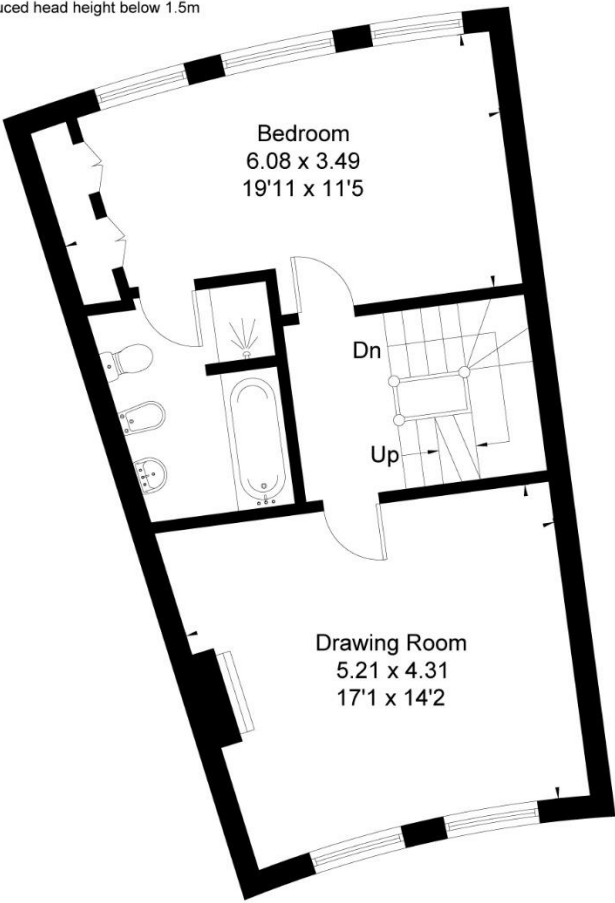 head height below 1.5m
Bedroom
6.08 x 3.49
19'11 x 11'5
Dn
Up
Drawing Room
5.21 x 4.31
17'1 x 14'2